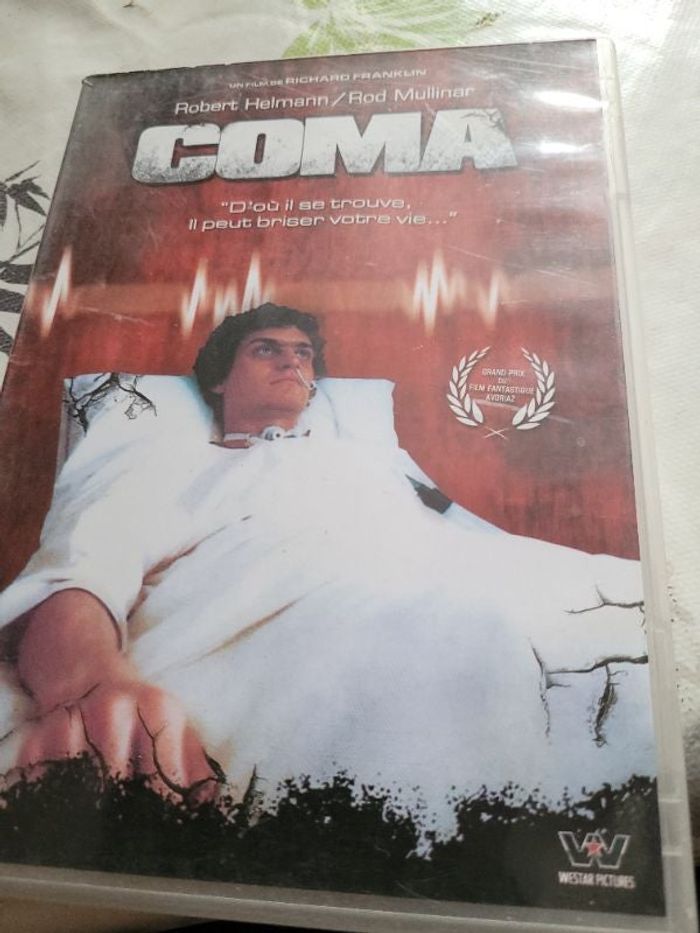 UN FILM DE RICHARD FRANKLIN
Robert Helmann/Rod Mullinar
COMA
"D'où il se trouve,
Il peut briser votre vie..."
GRAND PRIX
DU
FILM FANTASTIQUE
AVORIAZ
W
WESTAR PICTURES